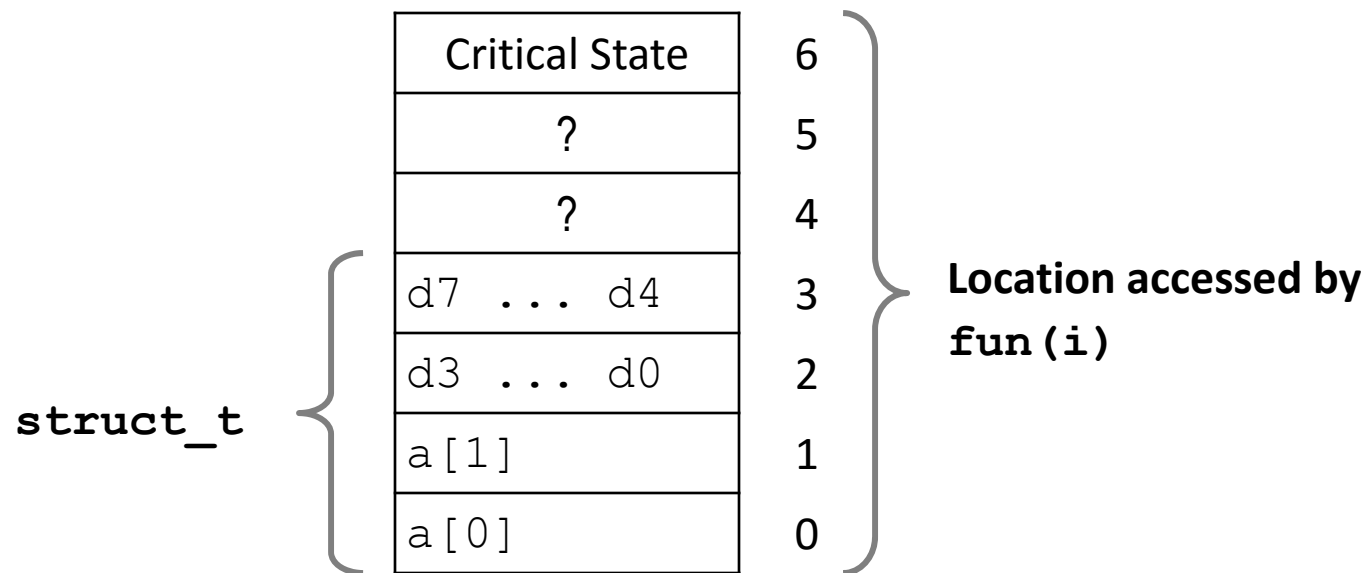 Critical State 6
? 5
? 4
d7 ... d4 3
d3 ... d0 2
a[1] 1
a[0] 0
struct_t
Location accessed by
fun(i)